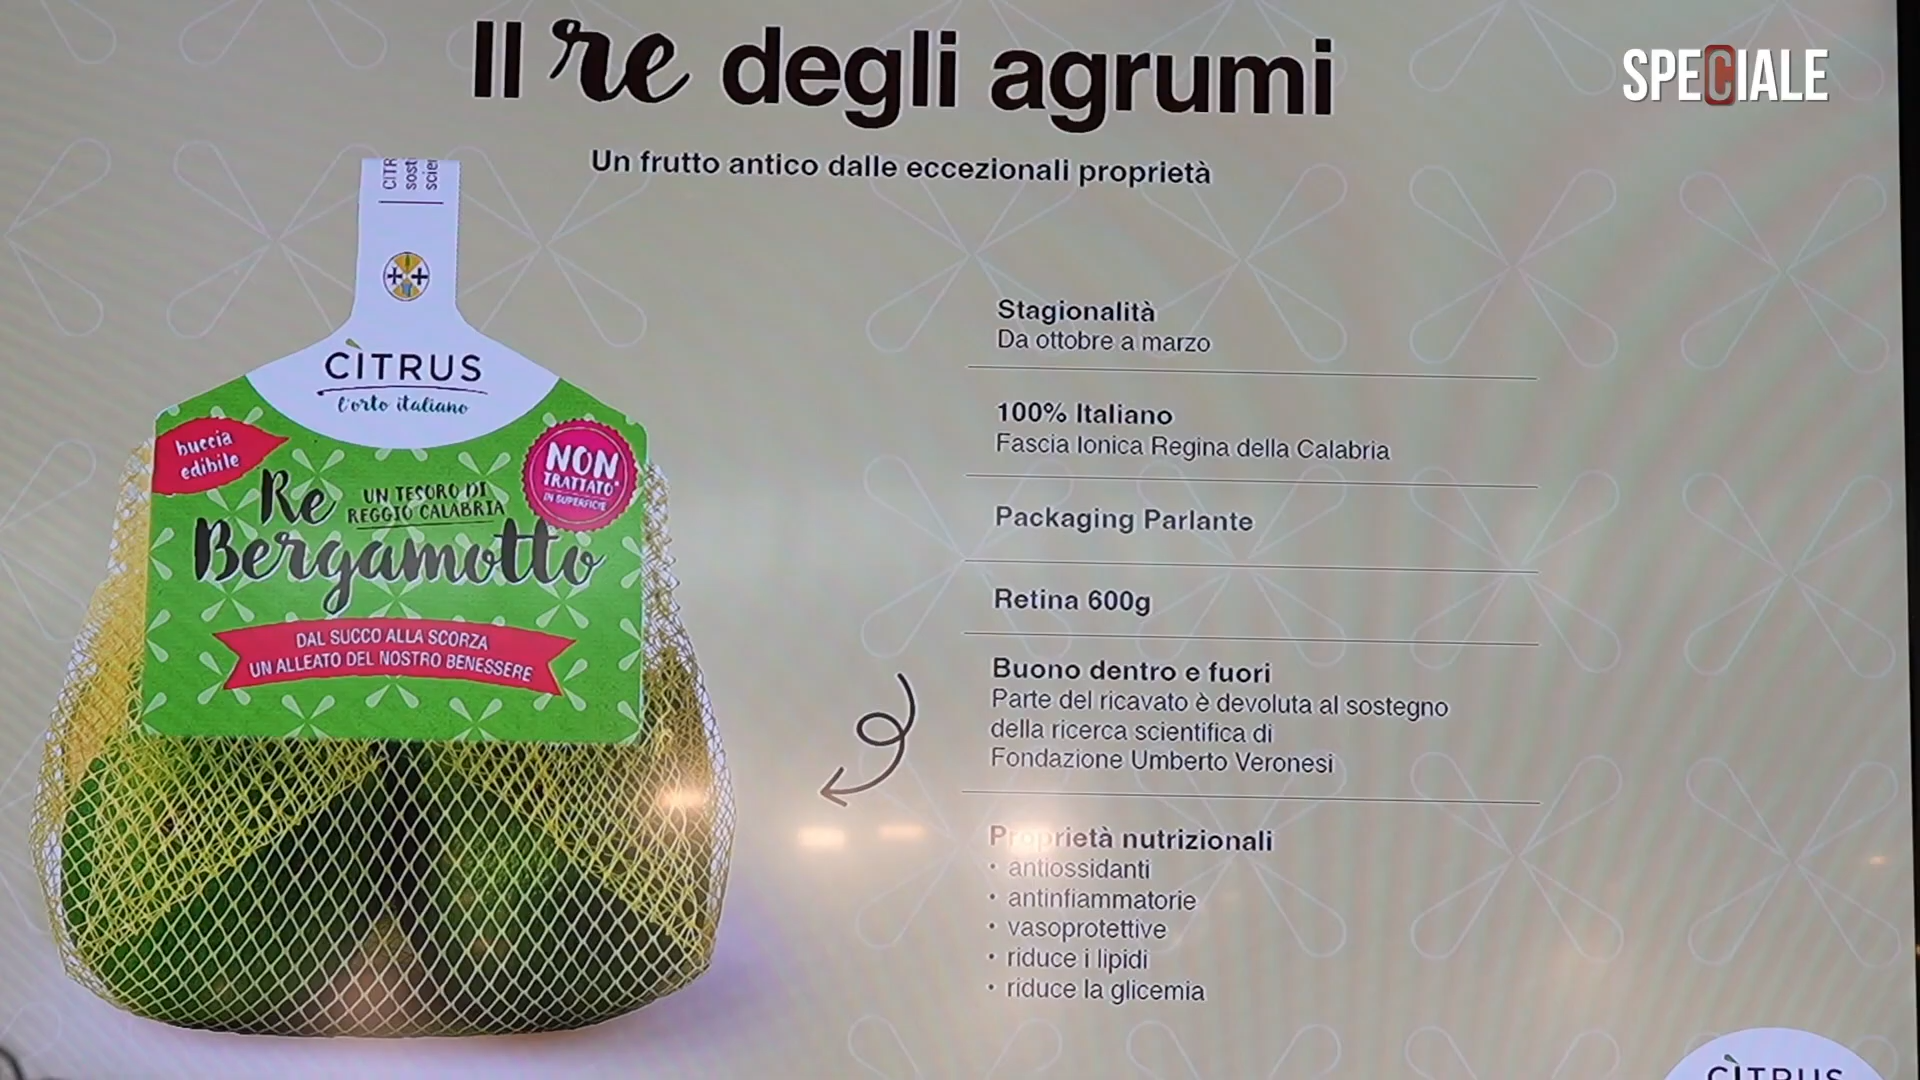 Il re degli agrumi
SPECIALE
Un frutto antico dalle eccezionali proprietà
CÌTRUS
l'orto italiano
buccia
edibile
NON
TRATTATO*
IN SUPERFICIE
Re
UN TESORO DI
REGGIO CALABRIA
Bergamotto
DAL SUCCO ALLA SCORZA
UN ALLEATO DEL NOSTRO BENESSERE
Stagionalità
Da ottobre a marzo
100% Italiano
Fascia Ionica Regina della Calabria
Packaging Parlante
Retina 600g
Buono dentro e fuori
Parte del ricavato è devoluta al sostegno
della ricerca scientifica di
Fondazione Umberto Veronesi
Proprietà nutrizionali
• antiossidanti
• antinfiammatorie
• vasoprotettive
• riduce i lipidi
• riduce la glicemia
CÌTRUS